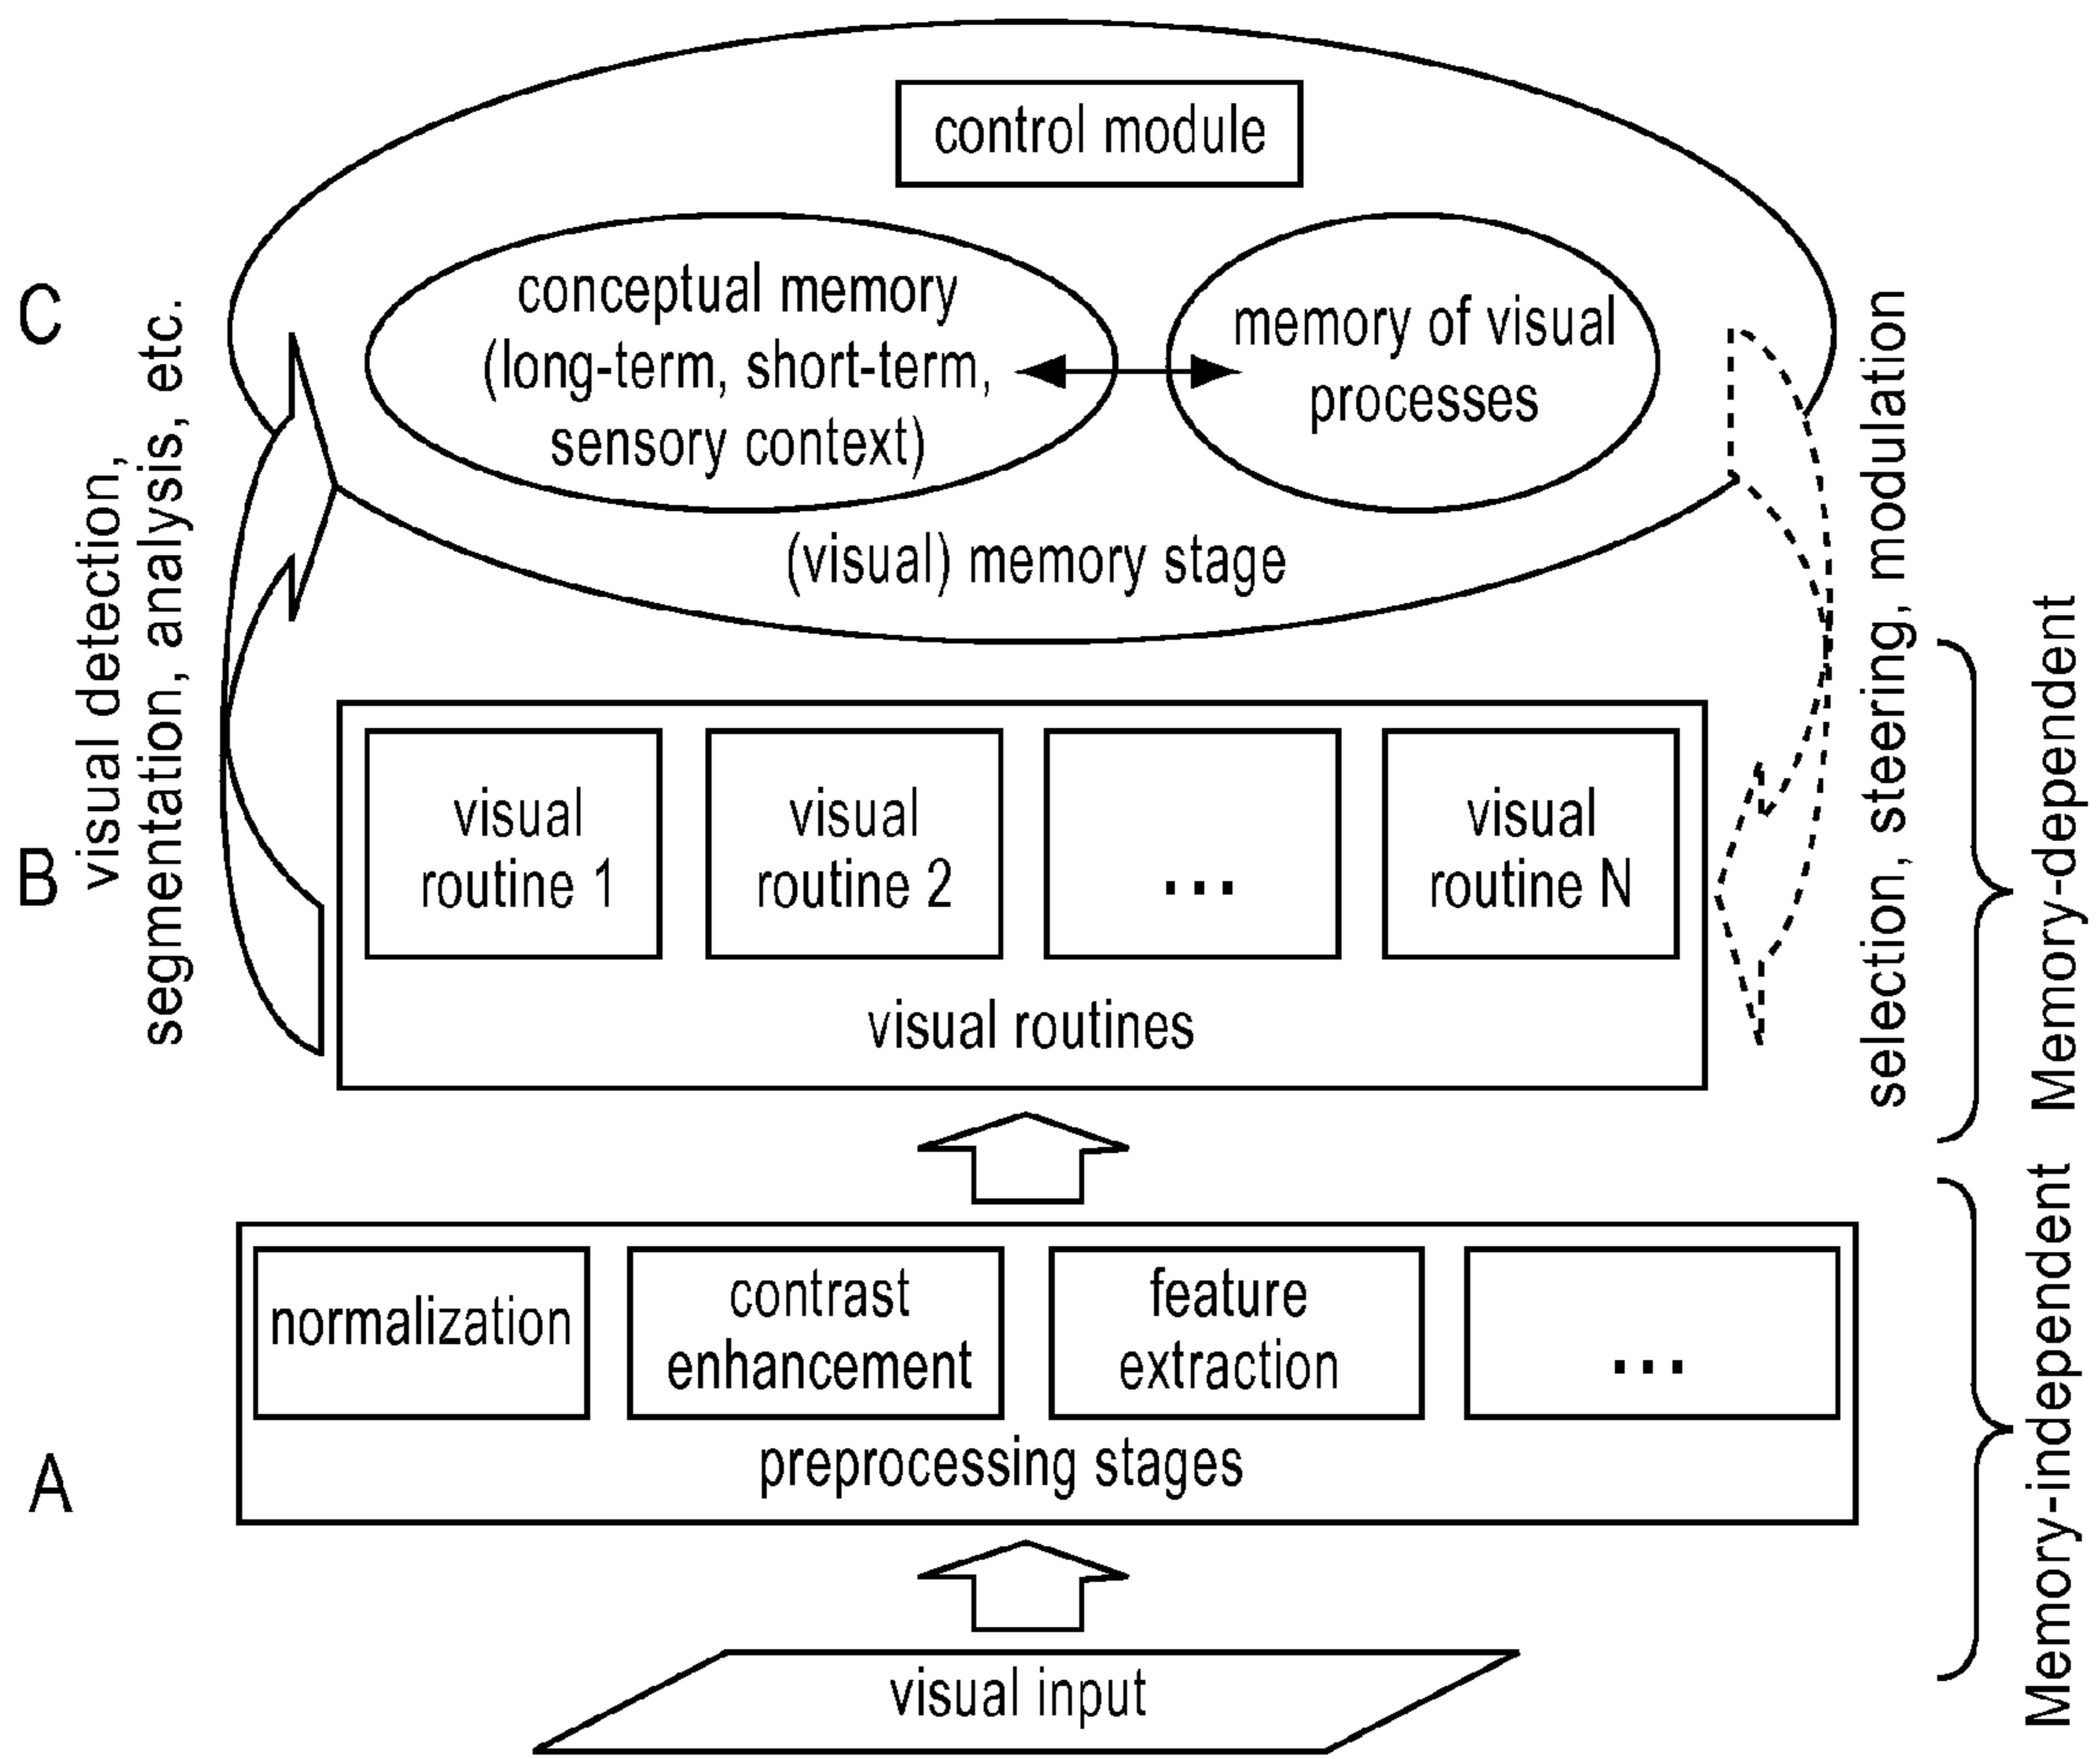 control module
C
conceptual memory
(long-term, short-term,
sensory context)
memory of visual
processes
(visual) memory stage
visual detection,
segmentation, analysis, etc.
selection, steering, modulation
Memory-dependent
B
visual
routine 1
visual
routine 2
...
visual
routine N
visual routines
Memory-independent
A
normalization
contrast
enhancement
feature
extraction
...
preprocessing stages
visual input